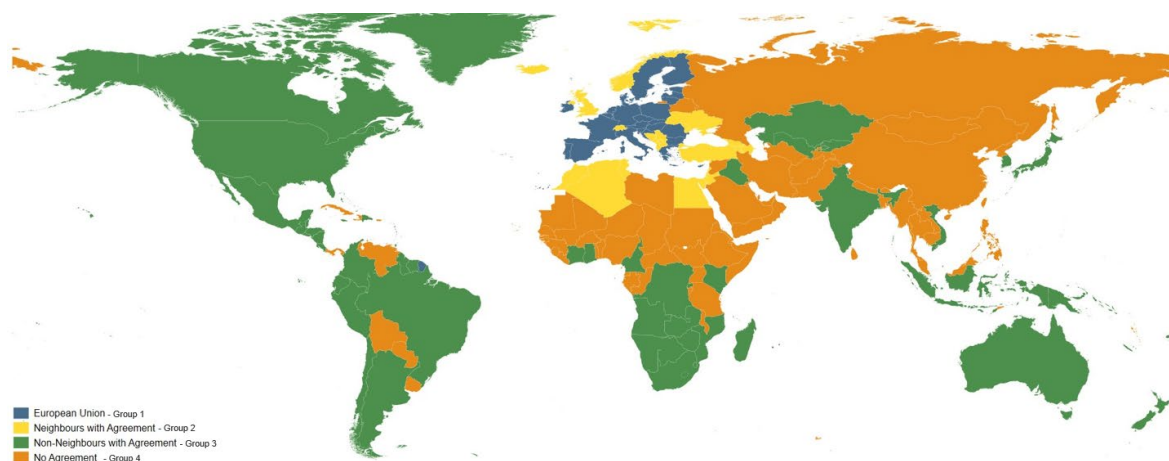 European Union - Group 1
Neighbours with Agreement - Group 2
Non-Neighbours with Agreement - Group 3
No Agreement - Group 4